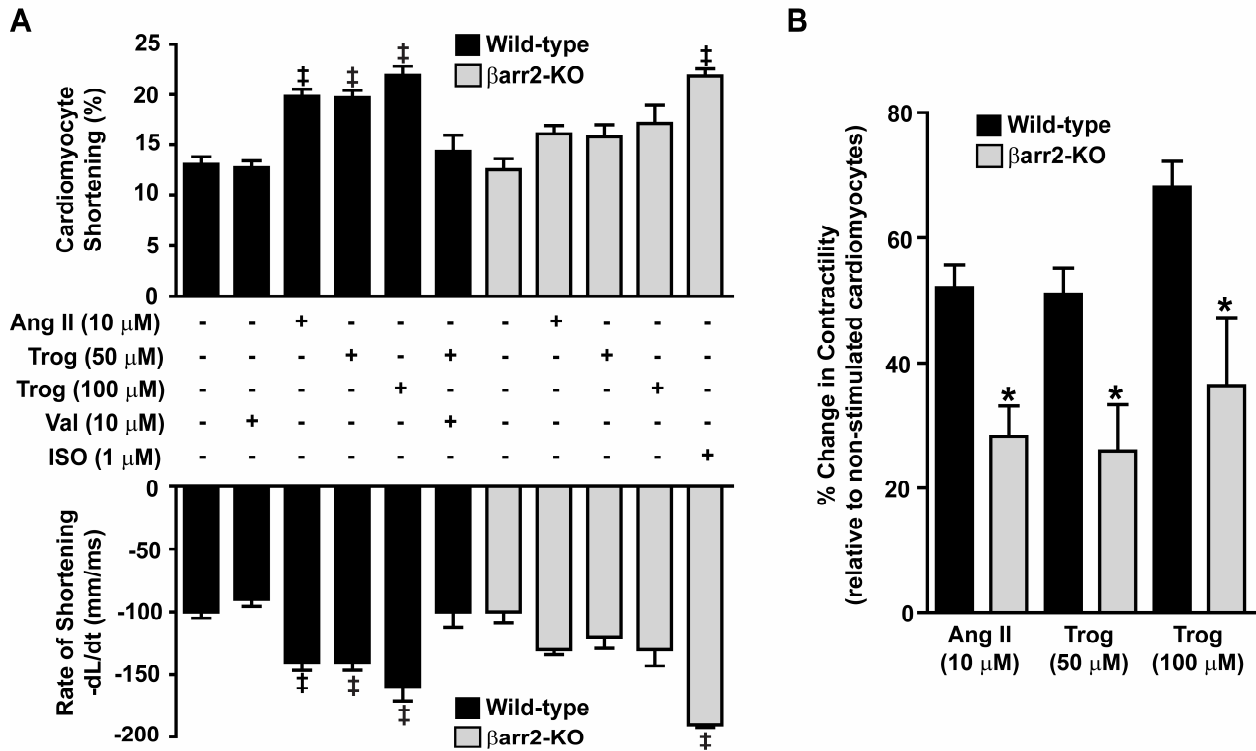 A
Cardiomyocyte
Shortening (%)
25
20
15
10
5
0
Wild-type
βarr2-KO
‡ ‡ ‡ ‡
Ang II (10 μM) - - + - - - - + - - -
Trog (50 μM) - - - + - + - - + - -
Trog (100 μM) - - - - + - - - - + -
Val (10 μM) - + - - - + - - - - -
ISO (1 μM) - - - - - - - - - - +
Rate of Shortening
-dL/dt (mm/ms)
0
-50
-100
-150
-200
‡ ‡ ‡ ‡
Wild-type
βarr2-KO
B
% Change in Contractility
(relative to non-stimulated cardiomyocytes)
80
60
40
20
0
Wild-type
βarr2-KO
* * *
Ang II Trog Trog
(10 μM) (50 μM) (100 μM)